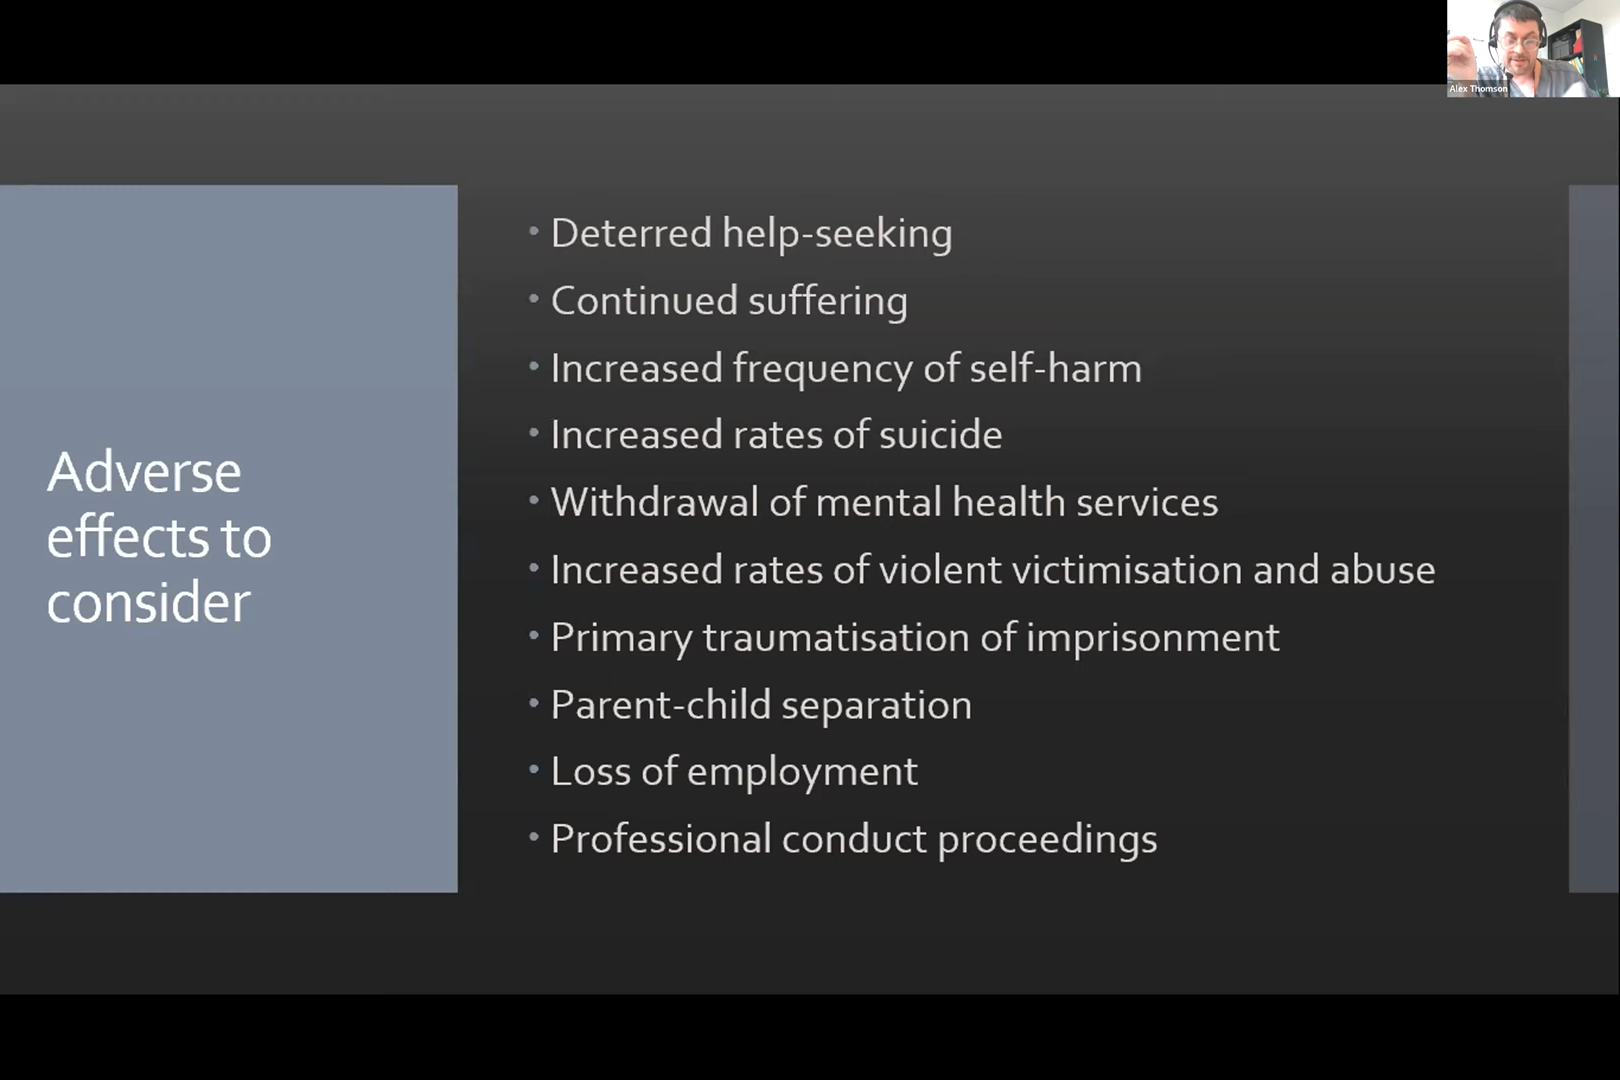 Alex Thomson
Adverse
effects to
consider
• Deterred help-seeking
• Continued suffering
• Increased frequency of self-harm
• Increased rates of suicide
• Withdrawal of mental health services
• Increased rates of violent victimisation and abuse
• Primary traumatisation of imprisonment
• Parent-child separation
• Loss of employment
• Professional conduct proceedings